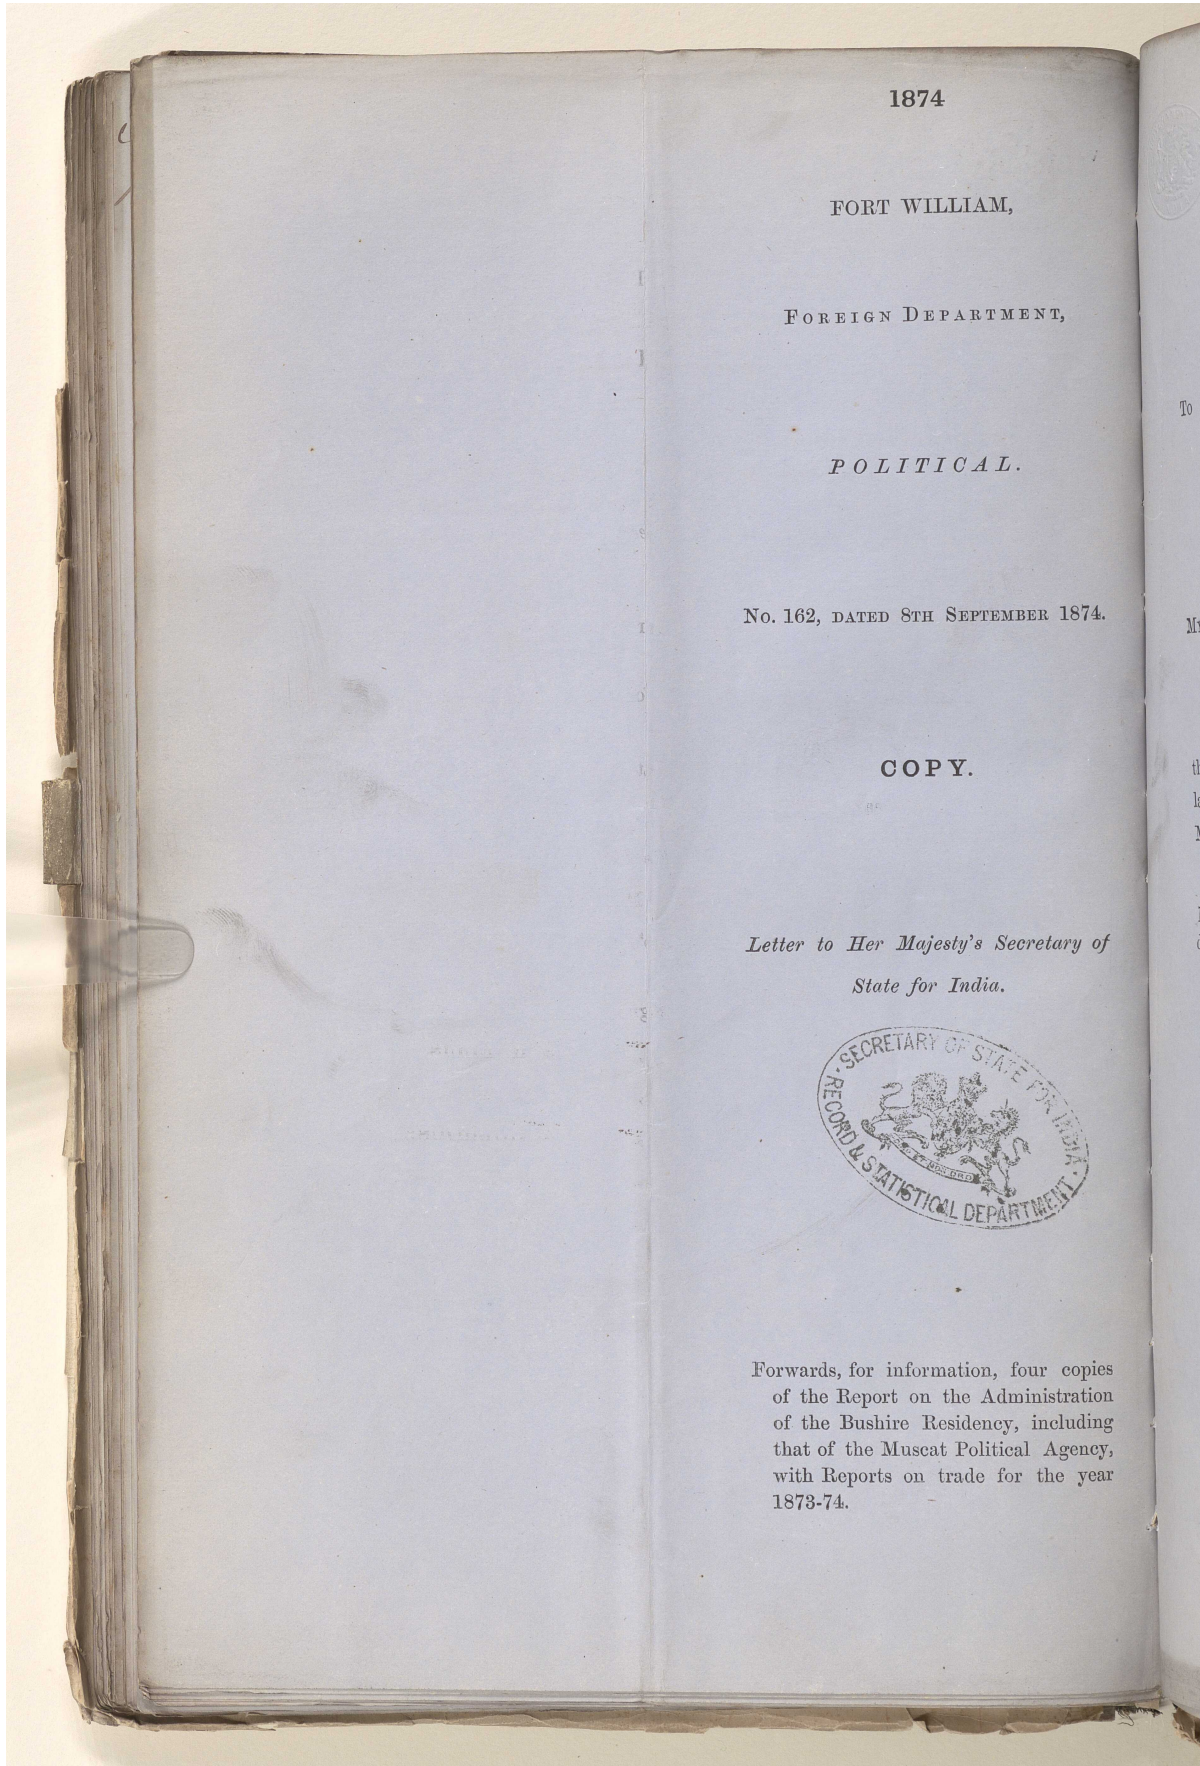 1874
FORT WILLIAM,
FOREIGN DEPARTMENT,
POLITICAL.
No. 162, DATED 8TH SEPTEMBER 1874.
COPY.
Letter to Her Majesty's Secretary of
State for India.
SECRETARY OF STATE FOR INDIA
RECORD & STATISTICAL DEPARTMENT
Forwards, for information, four copies
of the Report on the Administration
of the Bushire Residency, including
that of the Muscat Political Agency,
with Reports on trade for the year
1873-74.
To